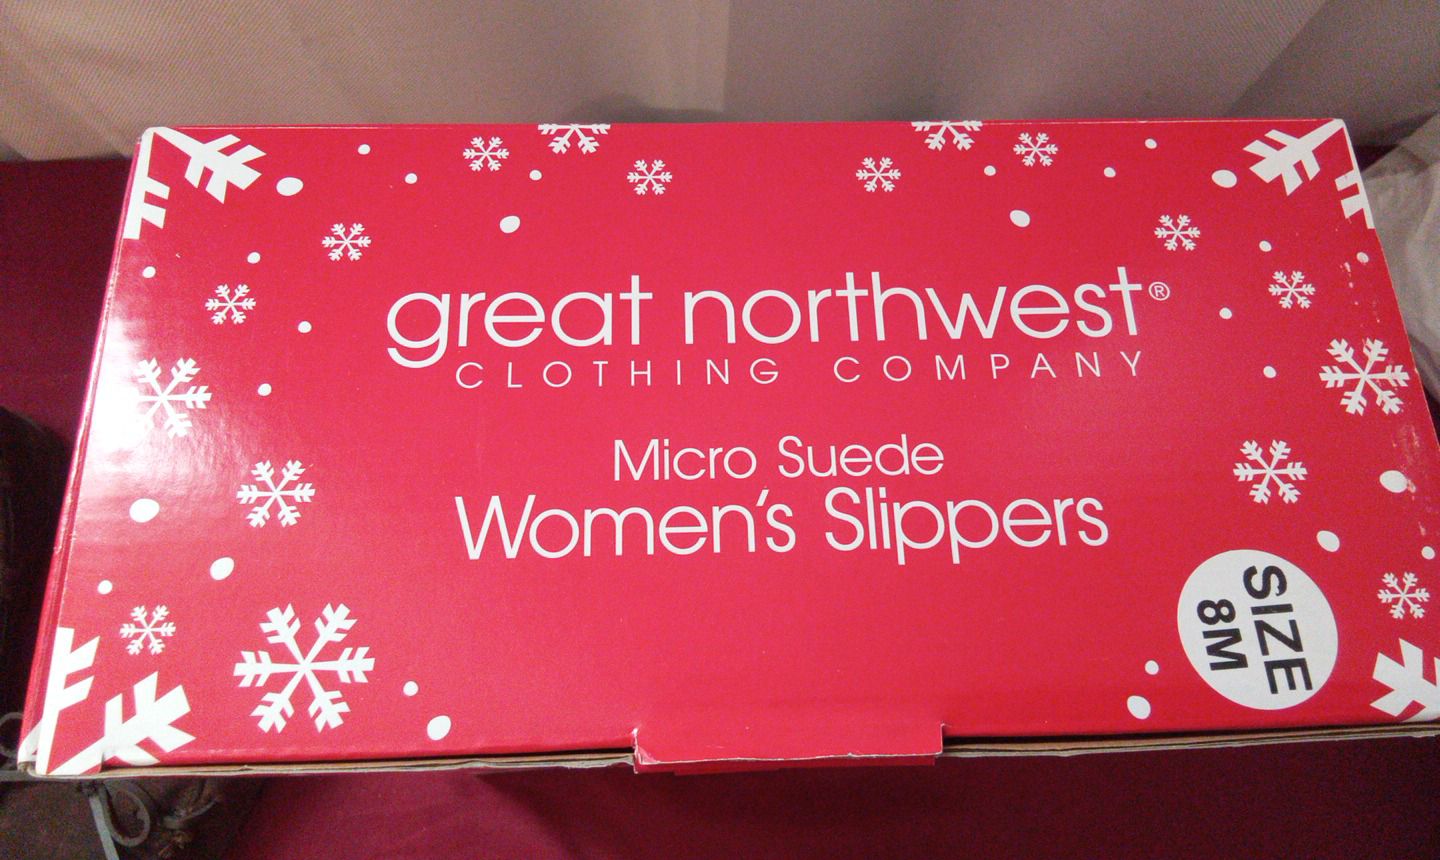 great northwest®
CLOTHING COMPANY
Micro Suede
Women's Slippers
SIZE
8M